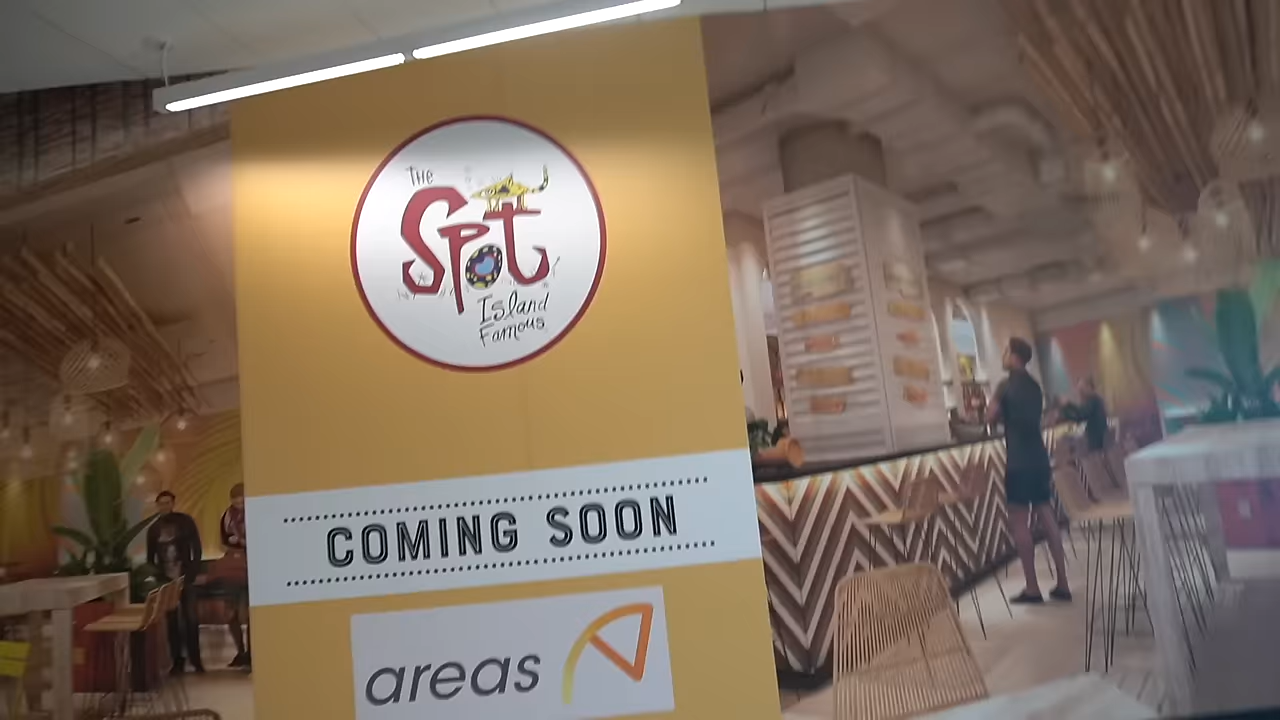 THE
Spot
Island
Famous
COMING SOON
areas